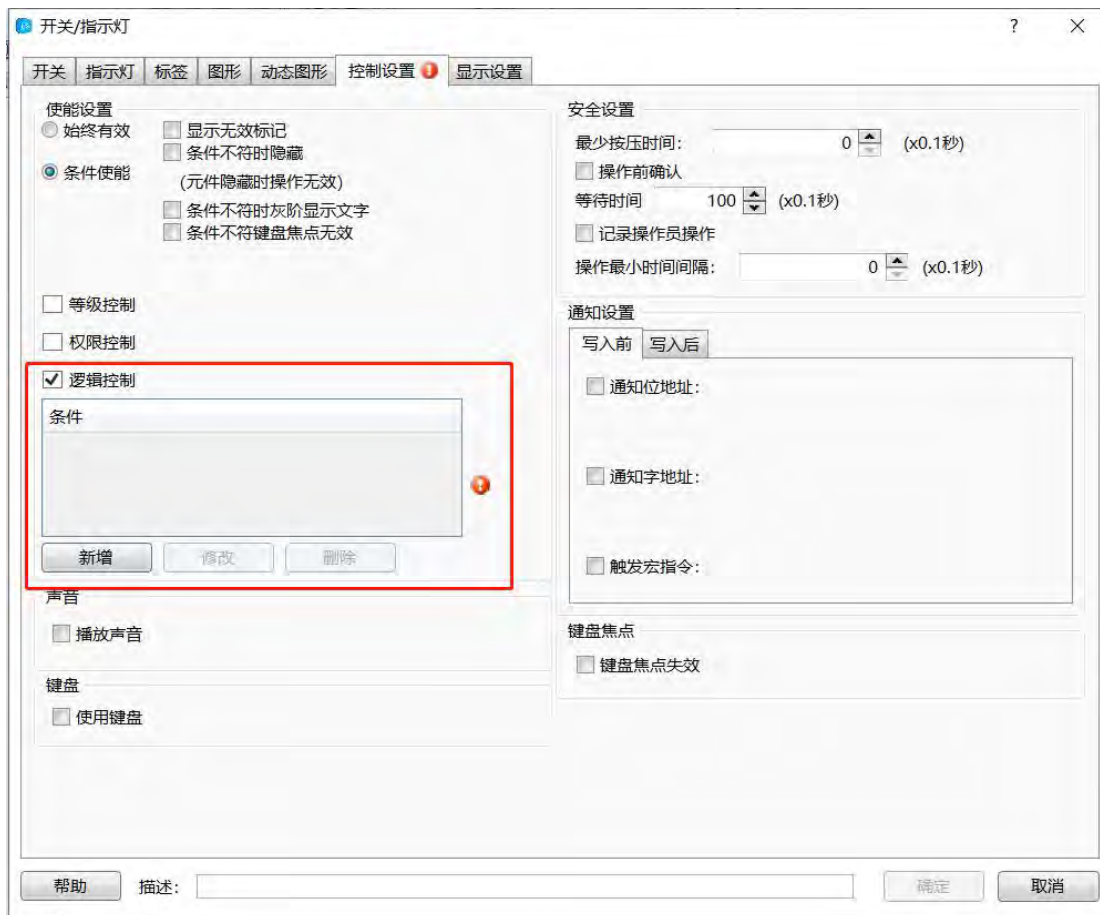 开关/指示灯
?
开关 指示灯 标签 图形 动态图形 控制设置 显示设置
使能设置
始终有效
显示无效标记
条件不符时隐藏
条件使能
(元件隐藏时操作无效)
条件不符时灰阶显示文字
条件不符键盘焦点无效
等级控制
权限控制
逻辑控制
条件
新增 修改 删除
声音
播放声音
键盘
使用键盘
安全设置
最少按压时间: 0 (x0.1秒)
操作前确认
等待时间 100 (x0.1秒)
记录操作员操作
操作最小时间间隔: 0 (x0.1秒)
通知设置
写入前 写入后
通知位地址:
通知字地址:
触发宏指令:
键盘焦点
键盘焦点失效
帮助 描述: 确定 取消